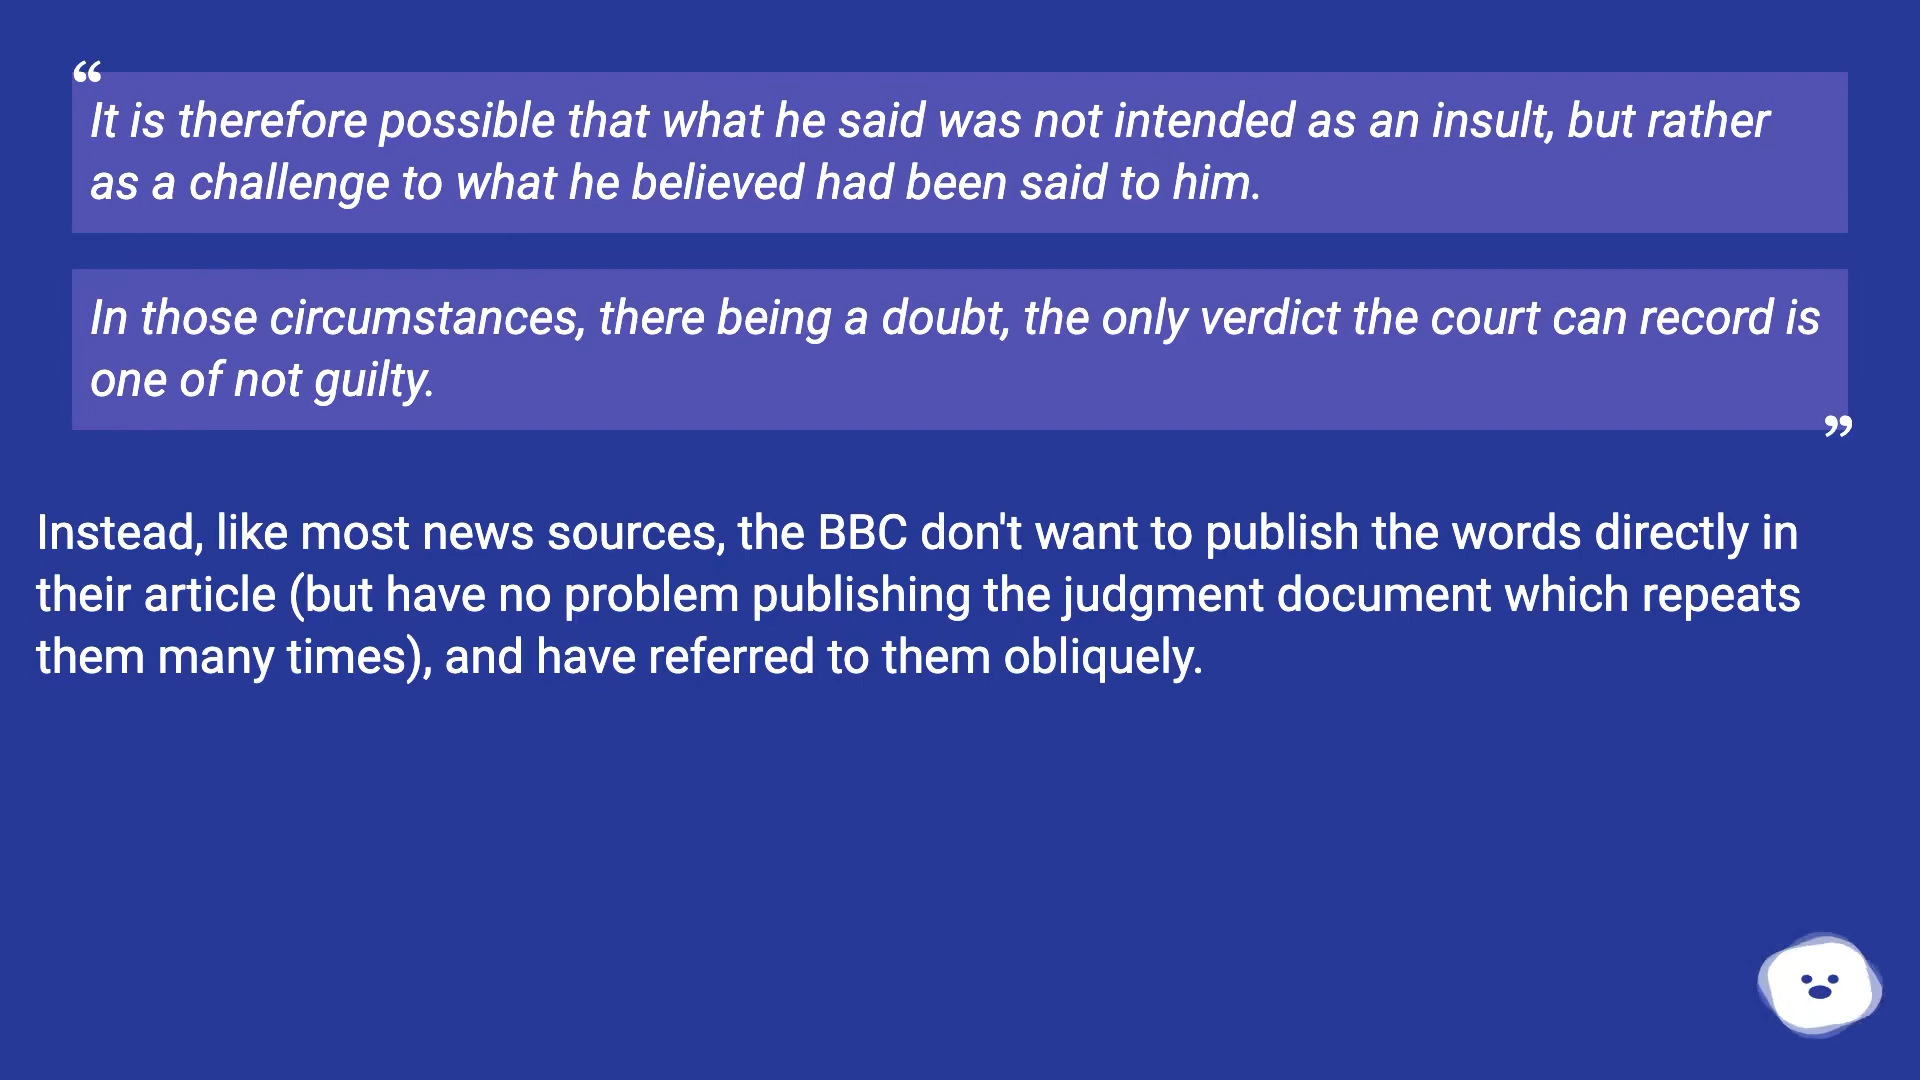 “
It is therefore possible that what he said was not intended as an insult, but rather
as a challenge to what he believed had been said to him.
In those circumstances, there being a doubt, the only verdict the court can record is
one of not guilty.
”
Instead, like most news sources, the BBC don't want to publish the words directly in
their article (but have no problem publishing the judgment document which repeats
them many times), and have referred to them obliquely.